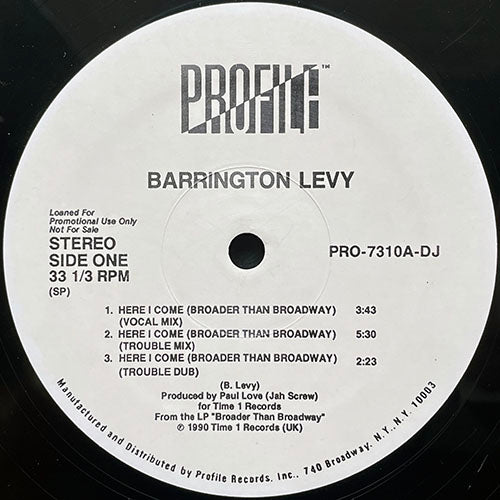 PROFILE™
BARRINGTON LEVY
Loaned For
Promotional Use Only
Not For Sale
STEREO
SIDE ONE
33 1/3 RPM
(SP)
PRO-7310A-DJ
1. HERE I COME (BROADER THAN BROADWAY) 3:43
(VOCAL MIX)
2. HERE I COME (BROADER THAN BROADWAY) 5:30
(TROUBLE MIX)
3. HERE I COME (BROADER THAN BROADWAY) 2:23
(TROUBLE DUB)
(B. Levy)
Produced by Paul Love (Jah Screw)
for Time 1 Records
From the LP "Broader Than Broadway"
℗ 1990 Time 1 Records (UK)
Manufactured and Distributed by Profile Records, Inc., 740 Broadway, N.Y., N.Y. 10003